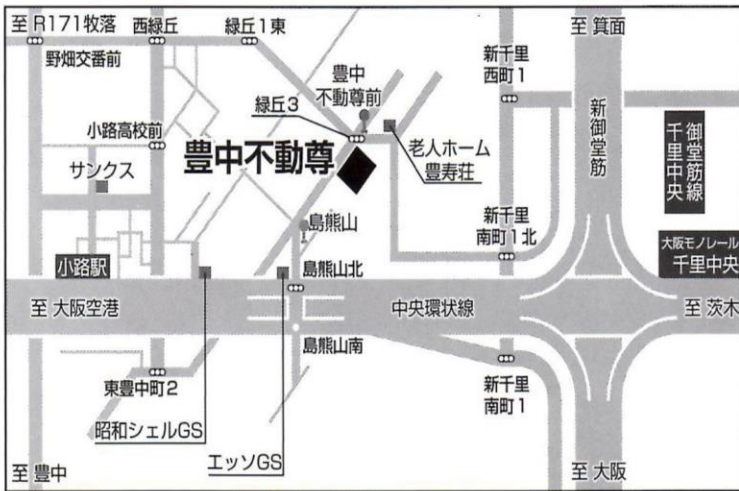 至 R171牧落
西緑丘
緑丘1東
至 箕面
野畑交番前
豊中
不動尊前
新千里
西町1
緑丘3
小路高校前
豊中不動尊
老人ホーム
豊寿荘
新御堂筋
御堂筋線
千里中央
サンクス
島熊山
新千里
南町1北
大阪モノレール
千里中央
小路駅
島熊山北
至 大阪空港
中央環状線
至 茨木
島熊山南
東豊中町2
新千里
南町1
昭和シェルGS
エッソGS
至 豊中
至 大阪